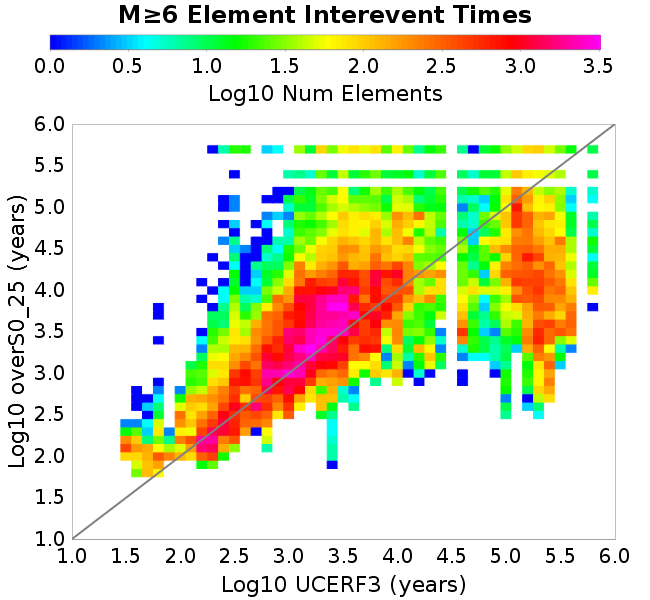 M≥6 Element Interevent Times
0.0 0.5 1.0 1.5 2.0 2.5 3.0 3.5
Log10 Num Elements
6.0
5.5
5.0
4.5
4.0
3.5
3.0
2.5
2.0
1.5
1.0
Log10 overS0_25 (years)
1.0 1.5 2.0 2.5 3.0 3.5 4.0 4.5 5.0 5.5 6.0
Log10 UCERF3 (years)